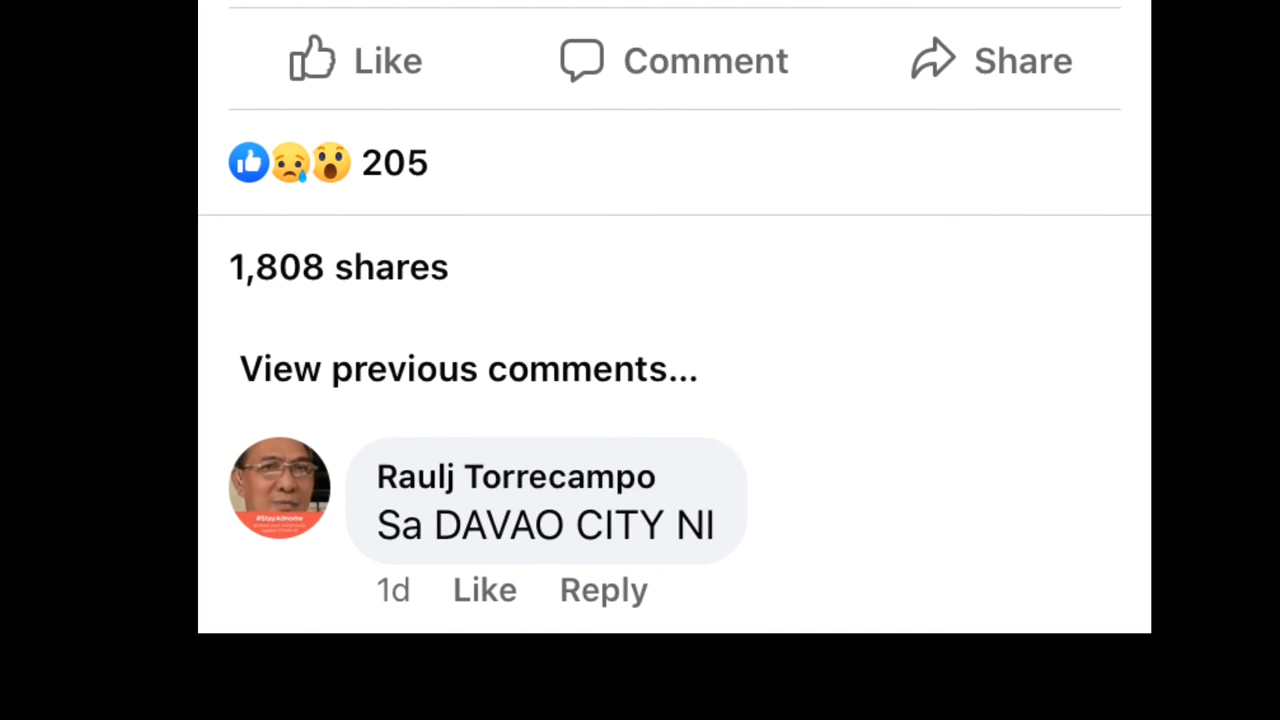 Like Comment Share
205
1,808 shares
View previous comments...
#StayAtHome
Raulj Torrecampo
Sa DAVAO CITY NI
1d Like Reply